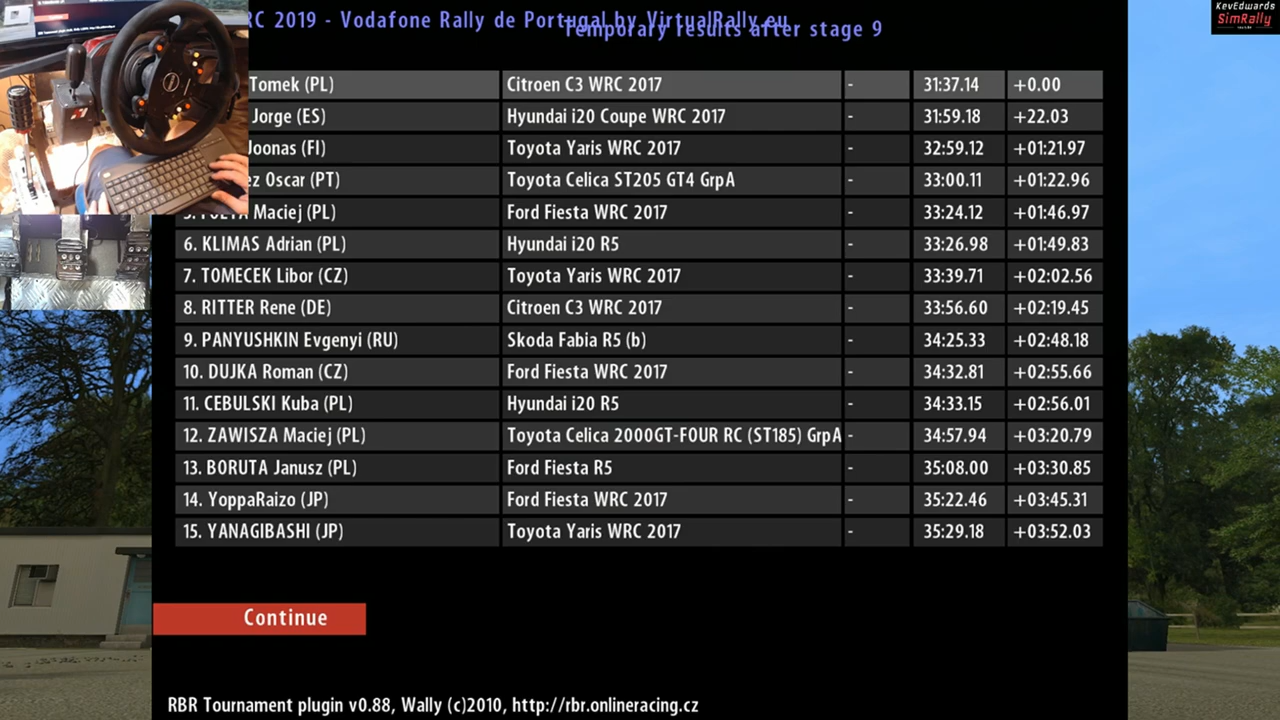 RC 2019 - Vodafone Rally de Portugal by VirtualRally.eu
Temporary results after stage 9
KevEdwards
SimRally
Tomek (PL) Citroen C3 WRC 2017 - 31:37.14 +0.00
Jorge (ES) Hyundai i20 Coupe WRC 2017 - 31:59.18 +22.03
Joonas (FI) Toyota Yaris WRC 2017 - 32:59.12 +01:21.97
ez Oscar (PT) Toyota Celica ST205 GT4 GrpA - 33:00.11 +01:22.96
Maciej (PL) Ford Fiesta WRC 2017 - 33:24.12 +01:46.97
6. KLIMAS Adrian (PL) Hyundai i20 R5 - 33:26.98 +01:49.83
7. TOMECEK Libor (CZ) Toyota Yaris WRC 2017 - 33:39.71 +02:02.56
8. RITTER Rene (DE) Citroen C3 WRC 2017 - 33:56.60 +02:19.45
9. PANYUSHKIN Evgenyi (RU) Skoda Fabia R5 (b) - 34:25.33 +02:48.18
10. DUJKA Roman (CZ) Ford Fiesta WRC 2017 - 34:32.81 +02:55.66
11. CEBULSKI Kuba (PL) Hyundai i20 R5 - 34:33.15 +02:56.01
12. ZAWISZA Maciej (PL) Toyota Celica 2000GT-FOUR RC (ST185) GrpA - 34:57.94 +03:20.79
13. BORUTA Janusz (PL) Ford Fiesta R5 - 35:08.00 +03:30.85
14. YoppaRaizo (JP) Ford Fiesta WRC 2017 - 35:22.46 +03:45.31
15. YANAGIBASHI (JP) Toyota Yaris WRC 2017 - 35:29.18 +03:52.03
Continue
RBR Tournament plugin v0.88, Wally (c)2010, http://rbr.onlineracing.cz